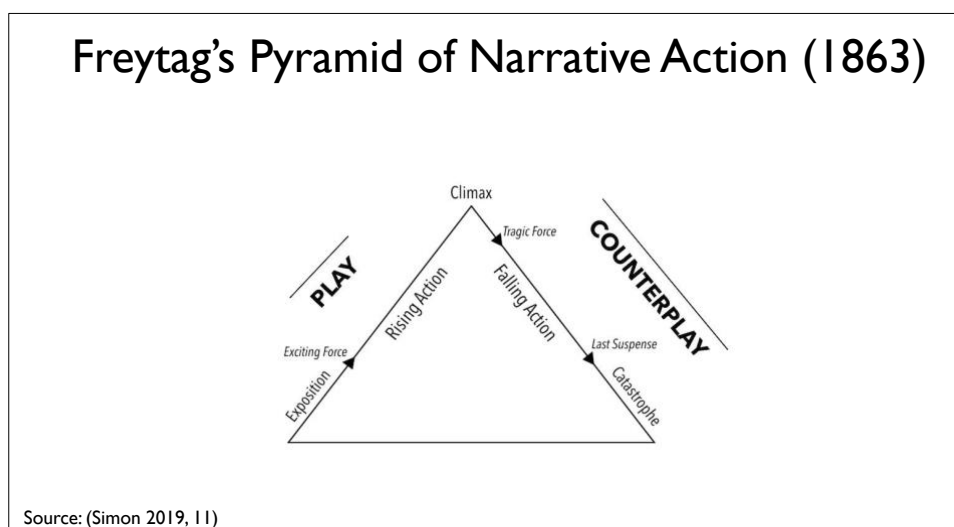 Freytag’s Pyramid of Narrative Action (1863)
Climax
Tragic Force
PLAY
COUNTERPLAY
Rising Action
Falling Action
Exciting Force
Last Suspense
Exposition
Catastrophe
Source: (Simon 2019, 11)